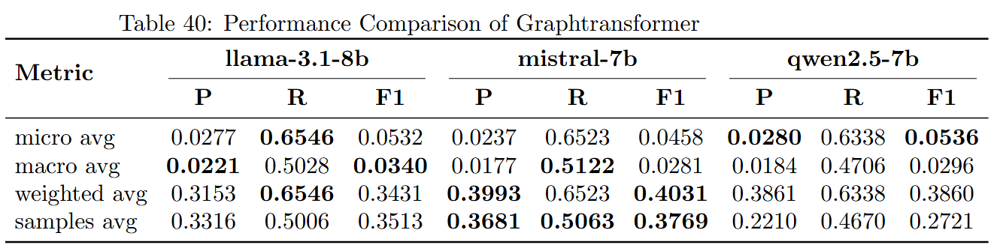 Table 40: Performance Comparison of Graphtransformer
Metric llama-3.1-8b mistral-7b qwen2.5-7b
P R F1 P R F1 P R F1
micro avg 0.0277 0.6546 0.0532 0.0237 0.6523 0.0458 0.0280 0.6338 0.0536
macro avg 0.0221 0.5028 0.0340 0.0177 0.5122 0.0281 0.0184 0.4706 0.0296
weighted avg 0.3153 0.6546 0.3431 0.3993 0.6523 0.4031 0.3861 0.6338 0.3860
samples avg 0.3316 0.5006 0.3513 0.3681 0.5063 0.3769 0.2210 0.4670 0.2721